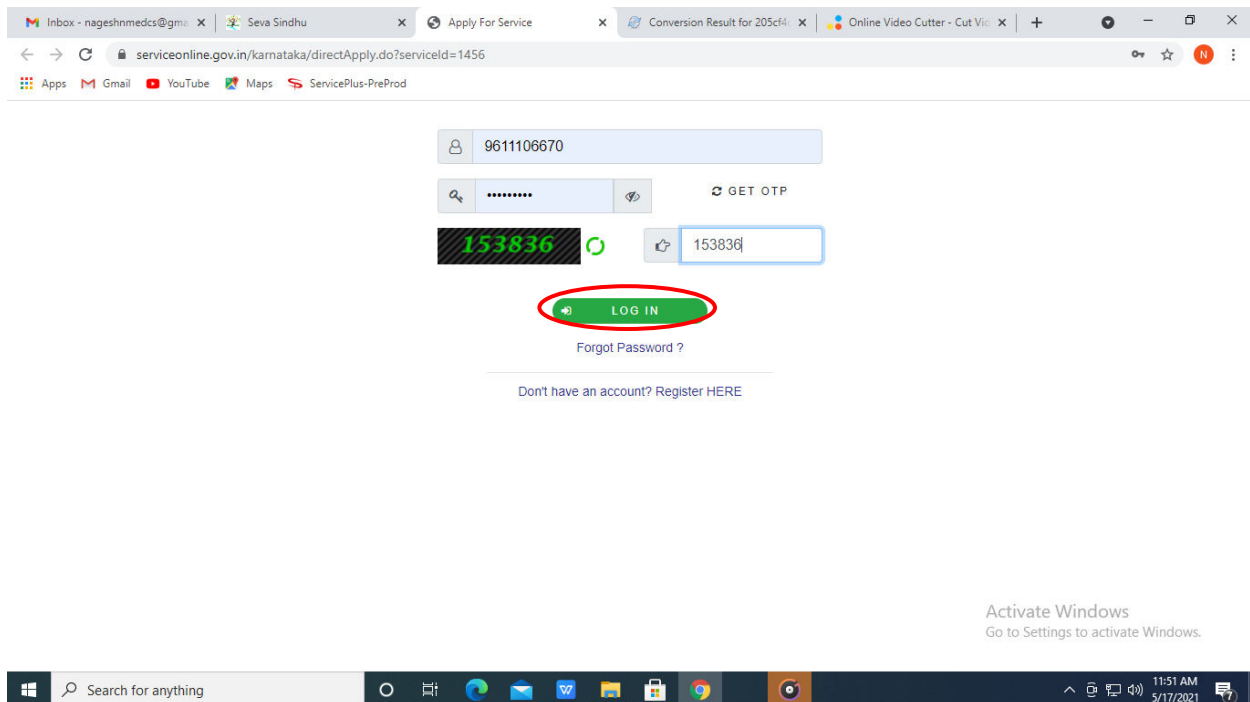 Inbox - nageshnmedcs@gma
Seva Sindhu
Apply For Service
Conversion Result for 205cf4
Online Video Cutter - Cut Vid
serviceonline.gov.in/karnataka/directApply.do?serviceId=1456
N
Apps
Gmail
YouTube
Maps
ServicePlus-PreProd
9611106670
•••••••••
GET OTP
153836
153836
LOG IN
Forgot Password ?
Don't have an account? Register HERE
Activate Windows
Go to Settings to activate Windows.
Search for anything
11:51 AM
5/17/2021
7